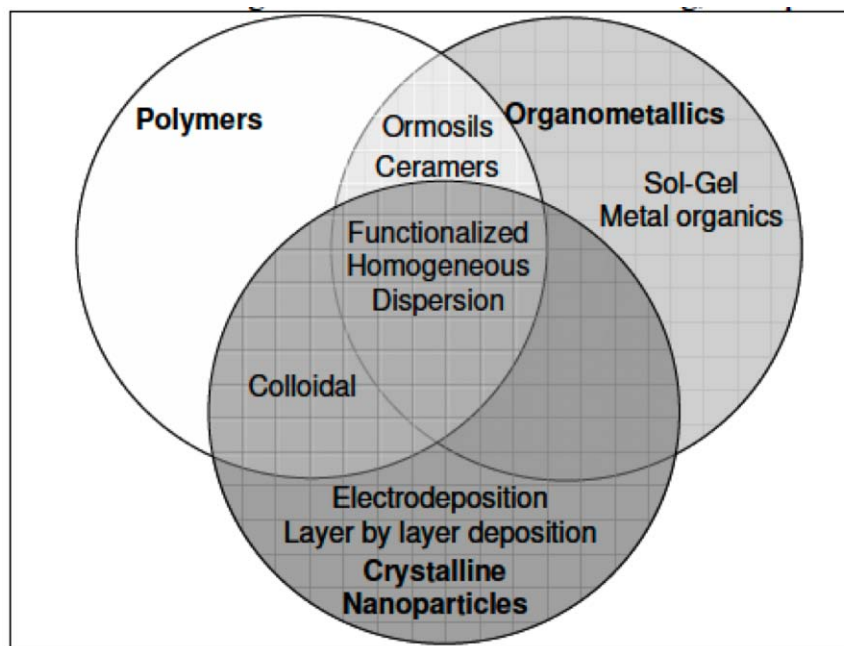 Polymers
Ormosils
Ceramers
Organometallics
Sol-Gel
Metal organics
Functionalized
Homogeneous
Dispersion
Colloidal
Electrodeposition
Layer by layer deposition
Crystalline
Nanoparticles